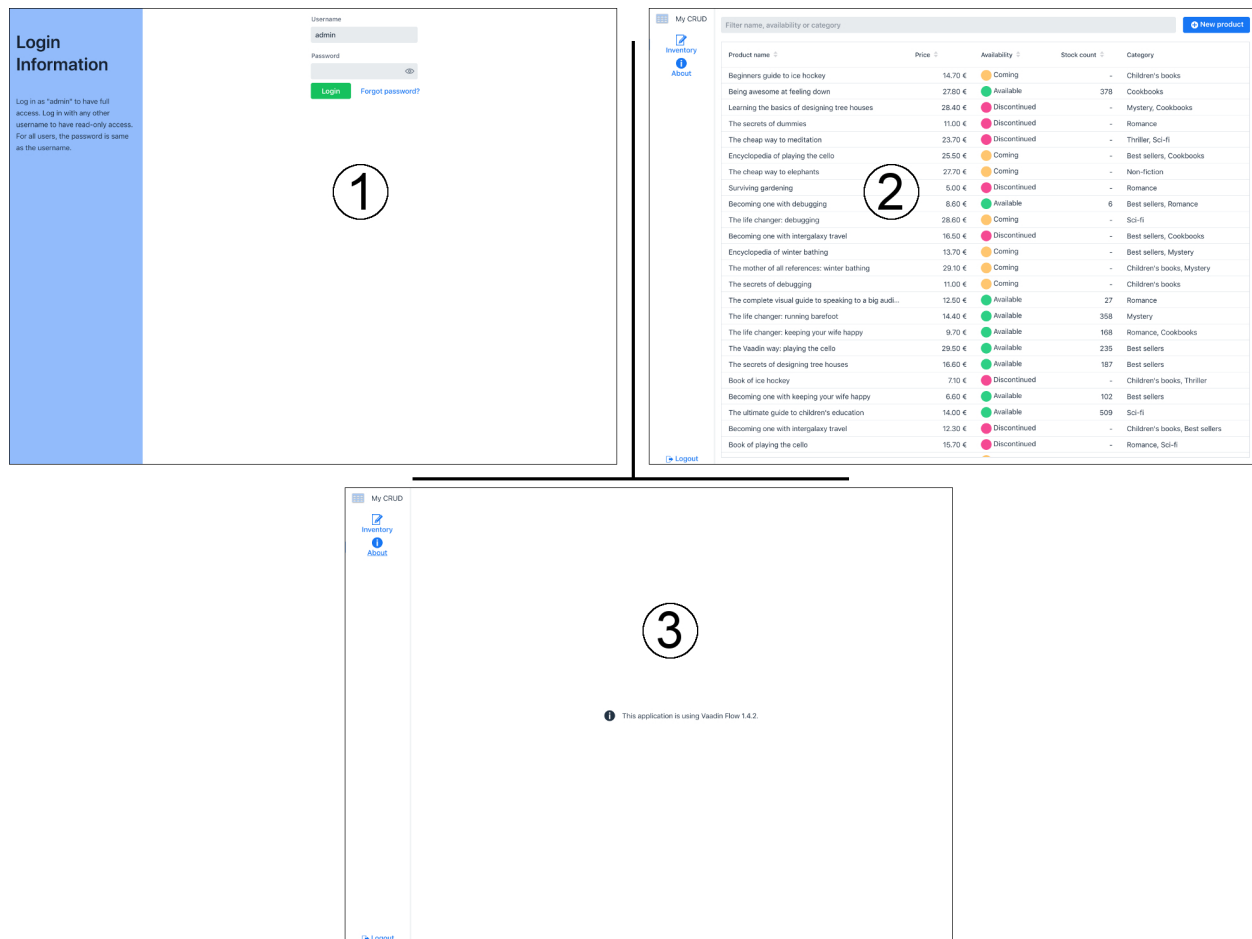 Login
Information
Log in as "admin" to have full
access. Log in with any other
username to have read-only access.
For all users, the password is same
as the username.
Username
admin
Password
Login Forgot password?
1
My CRUD
Inventory
About
Logout
Filter name, availability or category
New product
Product name Price Availability Stock count Category
Beginners guide to ice hockey 14.70 € Coming - Children's books
Being awesome at feeling down 27.80 € Available 378 Cookbooks
Learning the basics of designing tree houses 28.40 € Discontinued - Mystery, Cookbooks
The secrets of dummies 11.00 € Discontinued - Romance
The cheap way to meditation 23.70 € Discontinued - Thriller, Sci-fi
Encyclopedia of playing the cello 25.50 € Coming - Best sellers, Cookbooks
The cheap way to elephants 27.70 € Coming - Non-fiction
Surviving gardening 5.00 € Discontinued - Romance
Becoming one with debugging 8.60 € Available 6 Best sellers, Romance
The life changer: debugging 28.60 € Coming - Sci-fi
Becoming one with intergalaxy travel 16.50 € Discontinued - Best sellers, Cookbooks
Encyclopedia of winter bathing 13.70 € Coming - Best sellers, Mystery
The mother of all references: winter bathing 29.10 € Coming - Children's books, Mystery
The secrets of debugging 11.00 € Coming - Children's books
The complete visual guide to speaking to a big audi... 12.50 € Available 27 Romance
The life changer: running barefoot 14.40 € Available 358 Mystery
The life changer: keeping your wife happy 9.70 € Available 168 Romance, Cookbooks
The Vaadin way: playing the cello 29.50 € Available 235 Best sellers
The secrets of designing tree houses 16.60 € Available 187 Best sellers
Book of ice hockey 7.10 € Discontinued - Children's books, Thriller
Becoming one with keeping your wife happy 6.60 € Available 102 Best sellers
The ultimate guide to children's education 14.00 € Available 509 Sci-fi
Becoming one with intergalaxy travel 12.30 € Discontinued - Children's books, Best sellers
Book of playing the cello 15.70 € Discontinued - Romance, Sci-fi
2
My CRUD
Inventory
About
3
This application is using Vaadin Flow 1.4.2.
Logout